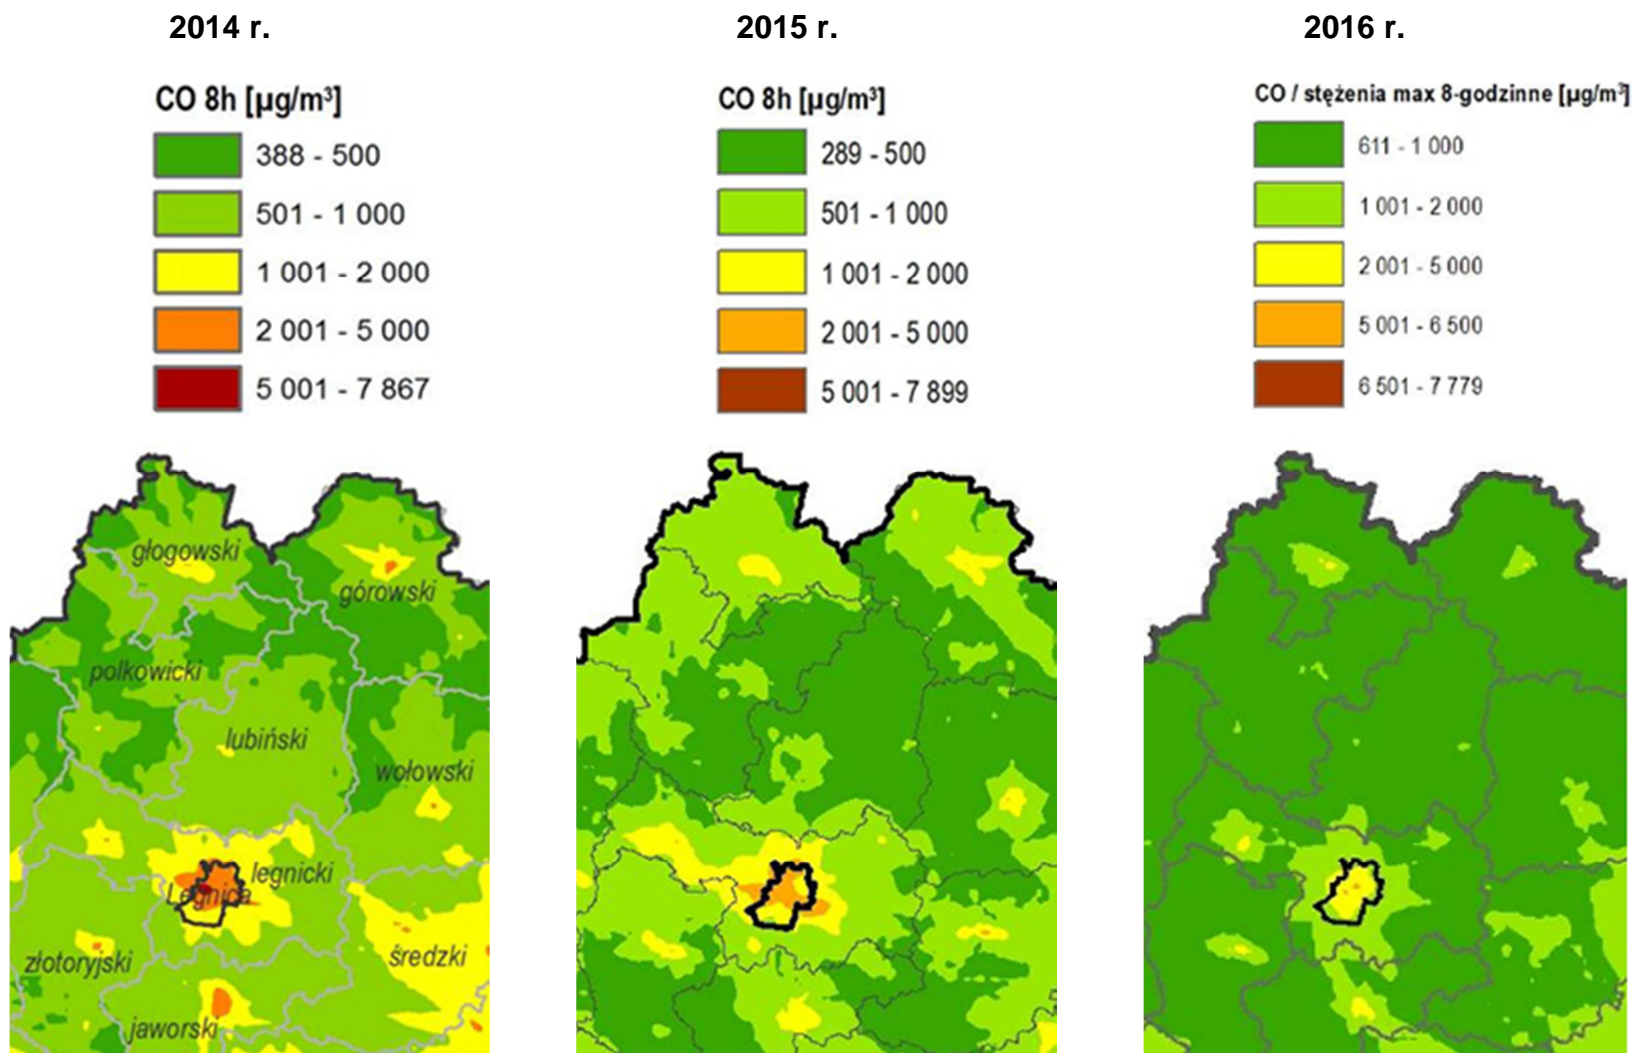 2014 r.
2015 r.
2016 r.
CO 8h [µg/m³]
388 - 500
501 - 1 000
1 001 - 2 000
2 001 - 5 000
5 001 - 7 867
CO 8h [µg/m³]
289 - 500
501 - 1 000
1 001 - 2 000
2 001 - 5 000
5 001 - 7 899
CO / stężenia max 8-godzinne [µg/m³]
611 - 1 000
1 001 - 2 000
2 001 - 5 000
5 001 - 6 500
6 501 - 7 779
głogowski
górowski
polkowicki
lubiński
wołowski
legnicki
Legnica
złotoryjski
średzki
jaworski